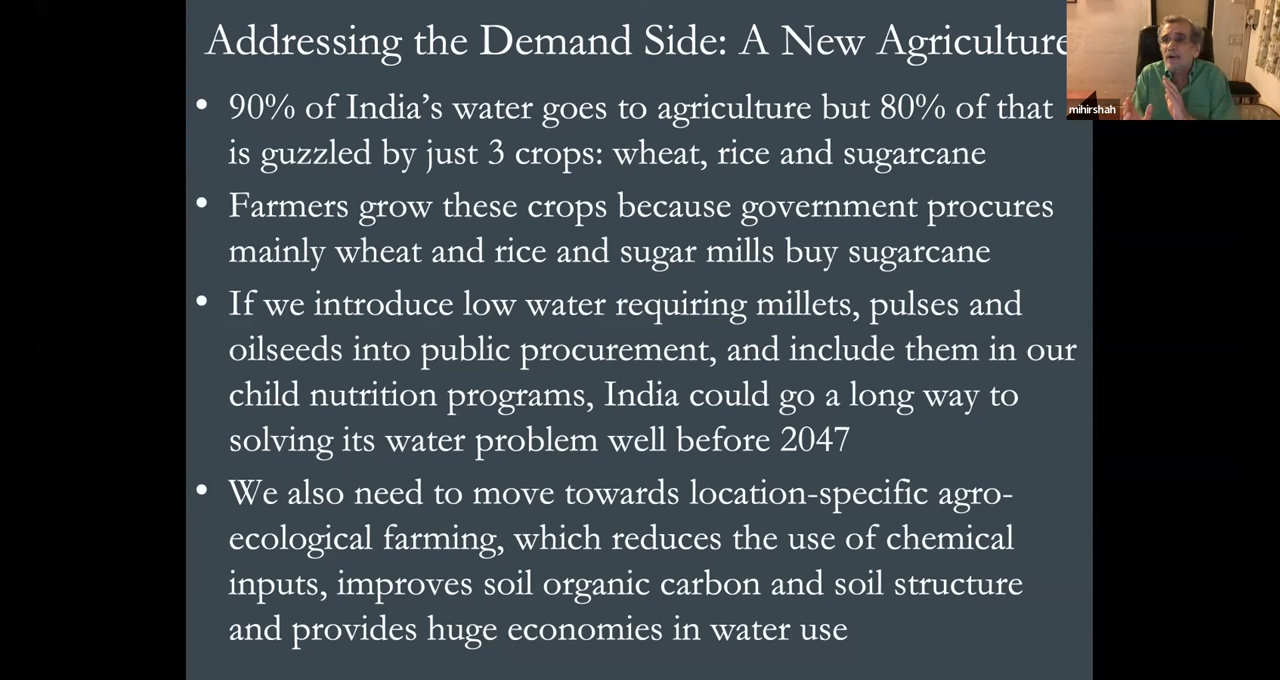 Addressing the Demand Side: A New Agriculture
• 90% of India’s water goes to agriculture but 80% of that
is guzzled by just 3 crops: wheat, rice and sugarcane
• Farmers grow these crops because government procures
mainly wheat and rice and sugar mills buy sugarcane
• If we introduce low water requiring millets, pulses and
oilseeds into public procurement, and include them in our
child nutrition programs, India could go a long way to
solving its water problem well before 2047
• We also need to move towards location-specific agro-
ecological farming, which reduces the use of chemical
inputs, improves soil organic carbon and soil structure
and provides huge economies in water use
mihirshah